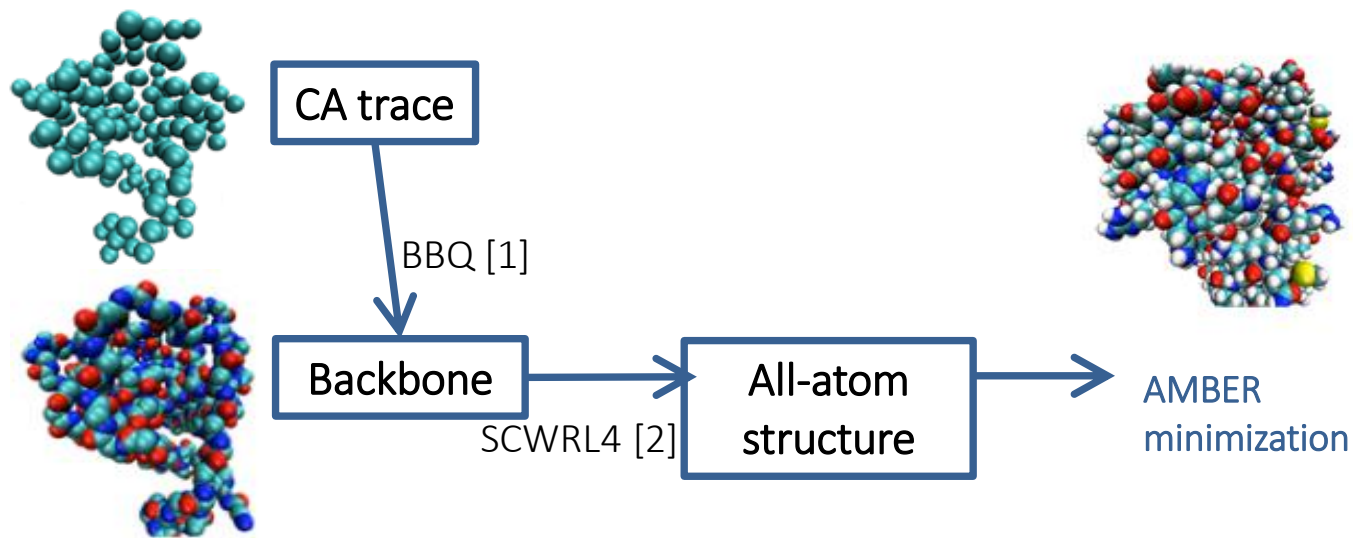 CA trace
BBQ [1]
Backbone
SCWRL4 [2]
All-atom
structure
AMBER
minimization